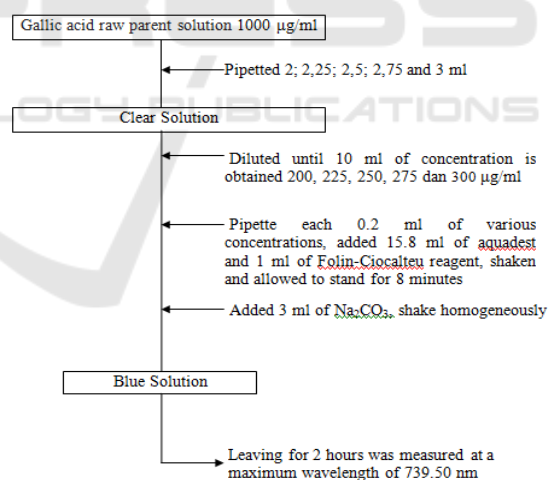 Gallic acid raw parent solution 1000 µg/ml
Pipetted 2; 2,25; 2,5; 2,75 and 3 ml
Clear Solution
Diluted until 10 ml of concentration is
obtained 200, 225, 250, 275 dan 300 µg/ml
Pipette each 0.2 ml of various
concentrations, added 15.8 ml of aquadest
and 1 ml of Folin-Ciocalteu reagent, shaken
and allowed to stand for 8 minutes
Added 3 ml of Na₂CO₃, shake homogeneously
Blue Solution
Leaving for 2 hours was measured at a
maximum wavelength of 739.50 nm